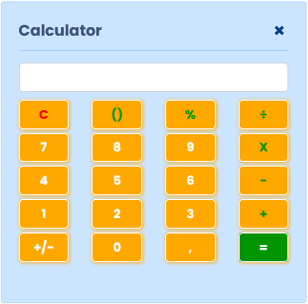 Calculator ×
C () % ÷
7 8 9 X
4 5 6 -
1 2 3 +
+/- 0 , =